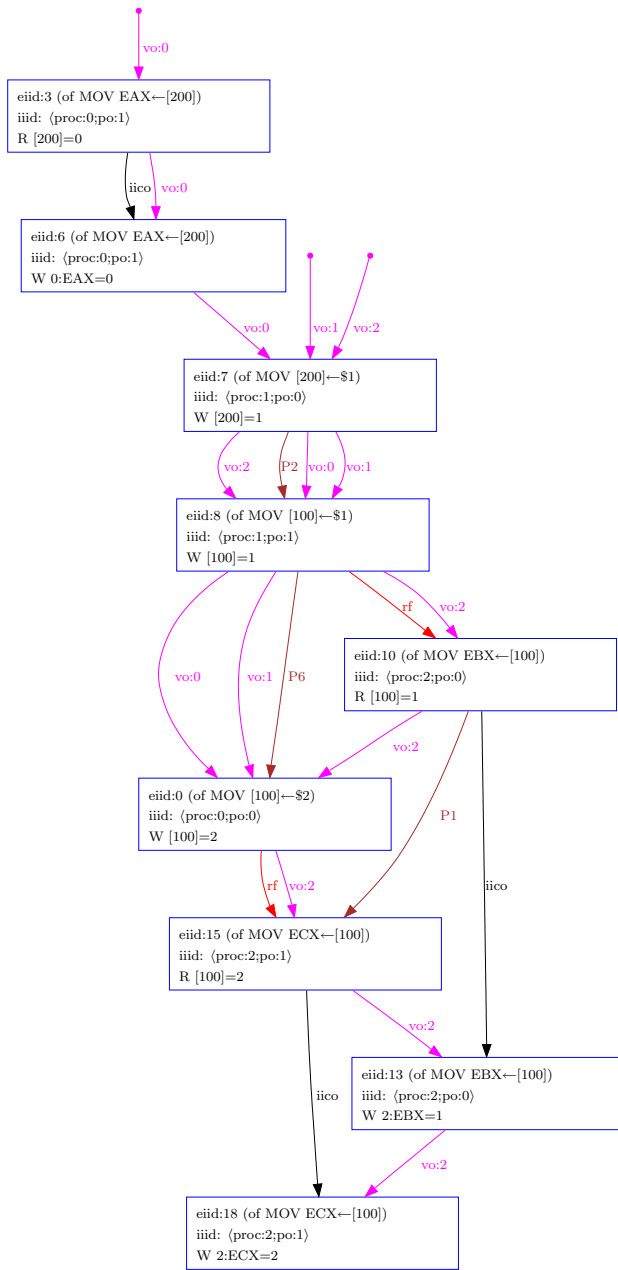 vo:0
eiid:3 (of MOV EAX←[200])
iiid: ⟨proc:0;po:1⟩
R [200]=0
iico vo:0
eiid:6 (of MOV EAX←[200])
iiid: ⟨proc:0;po:1⟩
W 0:EAX=0
vo:0 vo:1 vo:2
eiid:7 (of MOV [200]←$1)
iiid: ⟨proc:1;po:0⟩
W [200]=1
vo:2 P2 vo:0 vo:1
eiid:8 (of MOV [100]←$1)
iiid: ⟨proc:1;po:1⟩
W [100]=1
rf vo:2
eiid:10 (of MOV EBX←[100])
iiid: ⟨proc:2;po:0⟩
R [100]=1
vo:0 vo:1 P6
vo:2
eiid:0 (of MOV [100]←$2)
iiid: ⟨proc:0;po:0⟩
W [100]=2
P1
rf vo:2
iico
eiid:15 (of MOV ECX←[100])
iiid: ⟨proc:2;po:1⟩
R [100]=2
vo:2
eiid:13 (of MOV EBX←[100])
iiid: ⟨proc:2;po:0⟩
W 2:EBX=1
iico
vo:2
eiid:18 (of MOV ECX←[100])
iiid: ⟨proc:2;po:1⟩
W 2:ECX=2